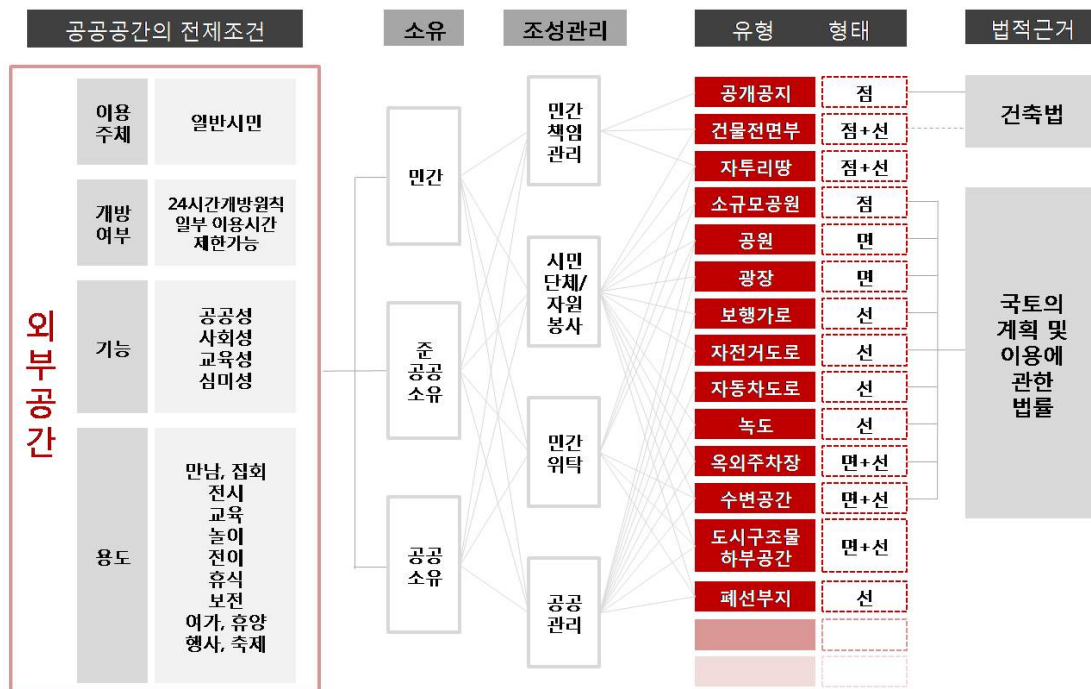 공공공간의 전제조건
소유
조성관리
유형
형태
법적근거
외부공간
이용
주체
일반시민
개방
여부
24시간개방원칙
일부 이용시간
제한가능
기능
공공성
사회성
교육성
심미성
용도
만남, 집회
전시
교육
놀이
전이
휴식
보전
여가, 휴양
행사, 축제
민간
준
공공
소유
공공
소유
민간
책임
관리
시민
단체/
자원
봉사
민간
위탁
공공
관리
공개공지 점
건물전면부 점+선
자투리땅 점+선
소규모공원 점
공원 면
광장 면
보행가로 선
자전거도로 선
자동차도로 선
녹도 선
옥외주차장 면+선
수변공간 면+선
도시구조물
하부공간
면+선
폐선부지 선
건축법
국토의
계획 및
이용에
관한
법률